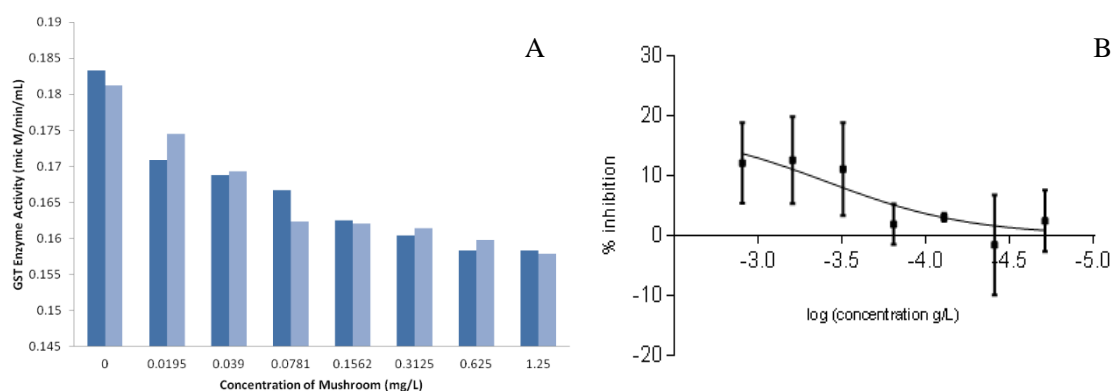 A
GST Enzyme Activity (mic M/min/mL)
0.19
0.185
0.18
0.175
0.17
0.165
0.16
0.155
0.15
0.145
0 0.0195 0.039 0.0781 0.1562 0.3125 0.625 1.25
Concentration of Mushroom (mg/L)
B
% inhibition
30
20
10
0
-10
-20
-3.0 -3.5 -4.0 -4.5 -5.0
log (concentration g/L)